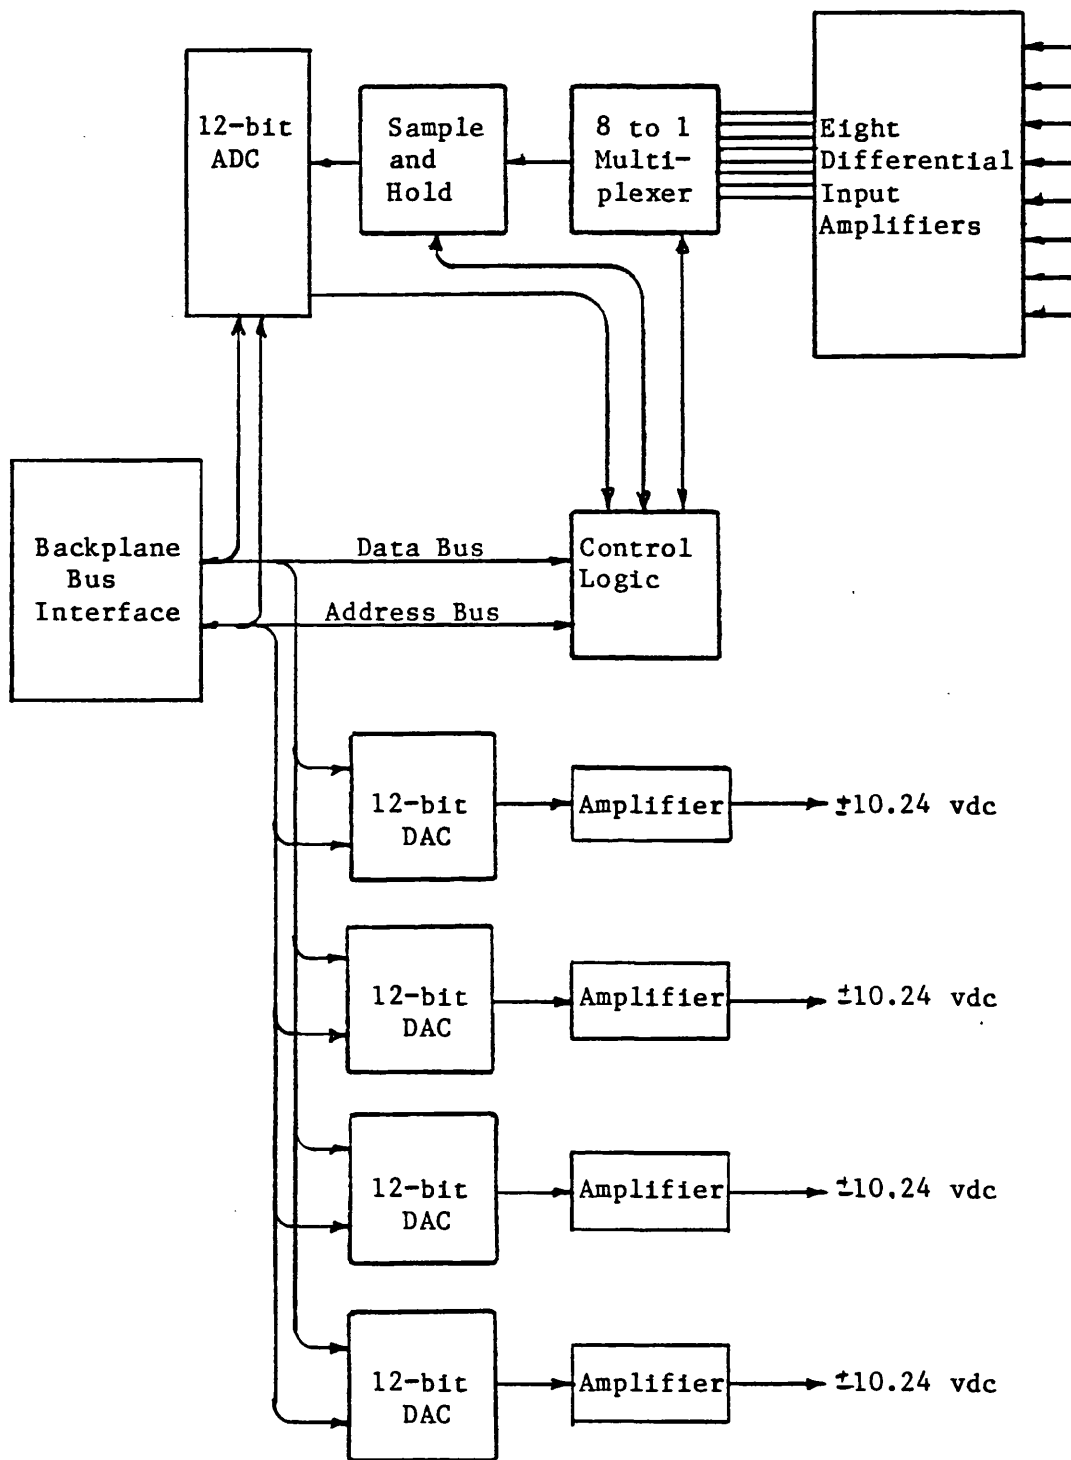 12-bit
ADC
Sample
and
Hold
8 to 1
Multi-
plexer
Eight
Differential
Input
Amplifiers
Backplane
Bus
Interface
Data Bus
Address Bus
Control
Logic
12-bit
DAC
Amplifier
±10.24 vdc
12-bit
DAC
Amplifier
±10.24 vdc
12-bit
DAC
Amplifier
±10.24 vdc
12-bit
DAC
Amplifier
±10.24 vdc